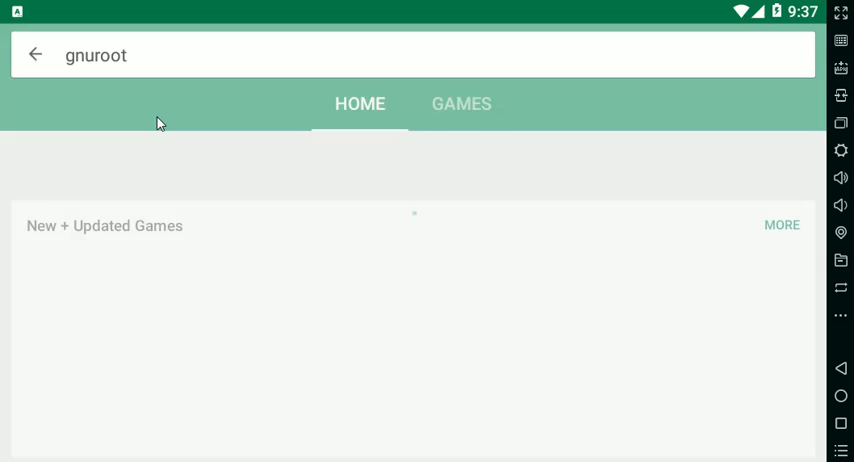 A
9:37
gnuroot
HOME
GAMES
New + Updated Games
MORE